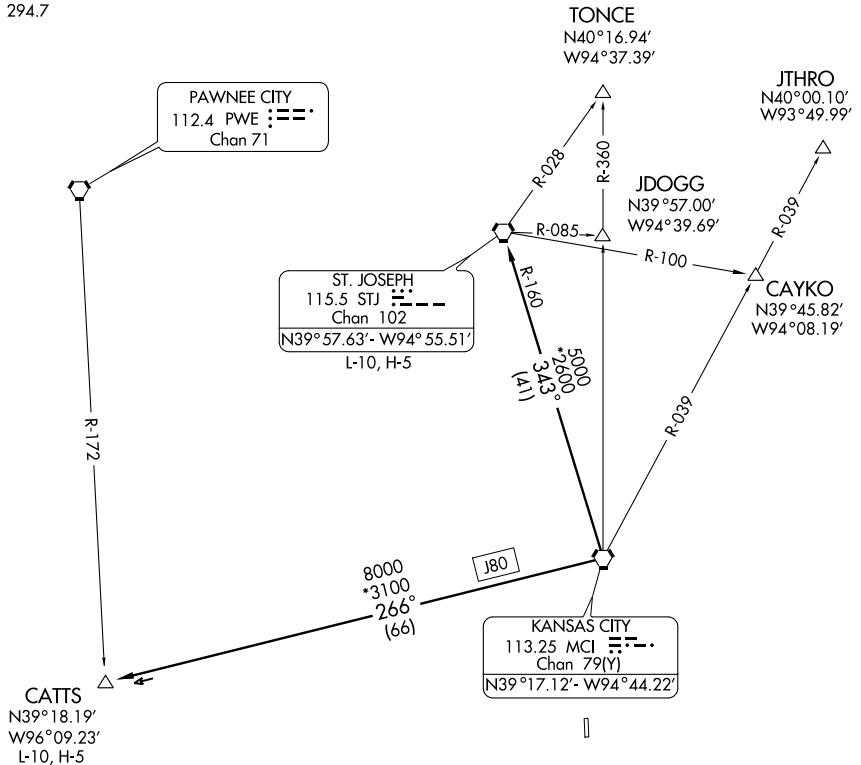 294.7
TONCE
N40°16.94'
W94°37.39'
JTHRO
N40°00.10'
W93°49.99'
PAWNEE CITY
112.4 PWE
Chan 71
R-028
R-360
R-039
JDOGG
N39°57.00'
W94°39.69'
R-085
R-100
ST. JOSEPH
115.5 STJ
Chan 102
N39°57.63'- W94°55.51'
L-10, H-5
R-160
CAYKO
N39°45.82'
W94°08.19'
5000
*2600
343°
(41)
R-172
R-039
8000
*3100
266°
(66)
J80
KANSAS CITY
113.25 MCI
Chan 79(Y)
N39°17.12'- W94°44.22'
CATTS
N39°18.19'
W96°09.23'
L-10, H-5